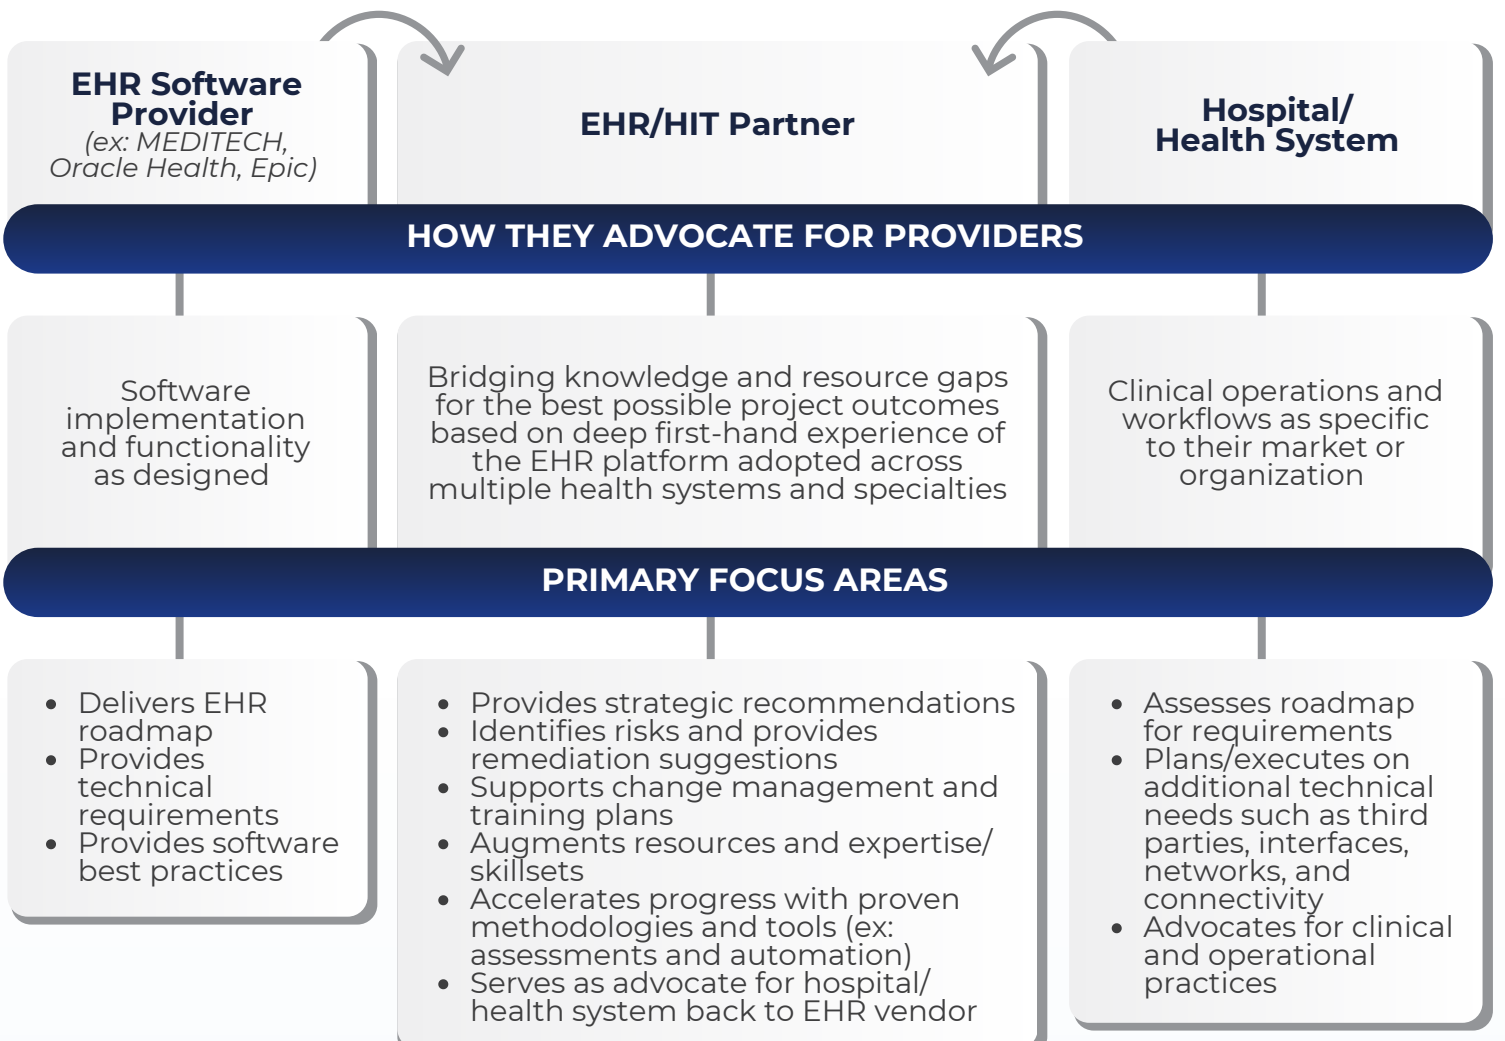 EHR Software
Provider
(ex: MEDITECH,
Oracle Health, Epic)
EHR/HIT Partner
Hospital/
Health System
HOW THEY ADVOCATE FOR PROVIDERS
Software
implementation
and functionality
as designed
Bridging knowledge and resource gaps
for the best possible project outcomes
based on deep first-hand experience of
the EHR platform adopted across
multiple health systems and specialties
Clinical operations and
workflows as specific
to their market or
organization
PRIMARY FOCUS AREAS
• Delivers EHR
roadmap
• Provides
technical
requirements
• Provides software
best practices
• Provides strategic recommendations
• Identifies risks and provides
remediation suggestions
• Supports change management and
training plans
• Augments resources and expertise/
skillsets
• Accelerates progress with proven
methodologies and tools (ex:
assessments and automation)
• Serves as advocate for hospital/
health system back to EHR vendor
• Assesses roadmap
for requirements
• Plans/executes on
additional technical
needs such as third
parties, interfaces,
networks, and
connectivity
• Advocates for clinical
and operational
practices